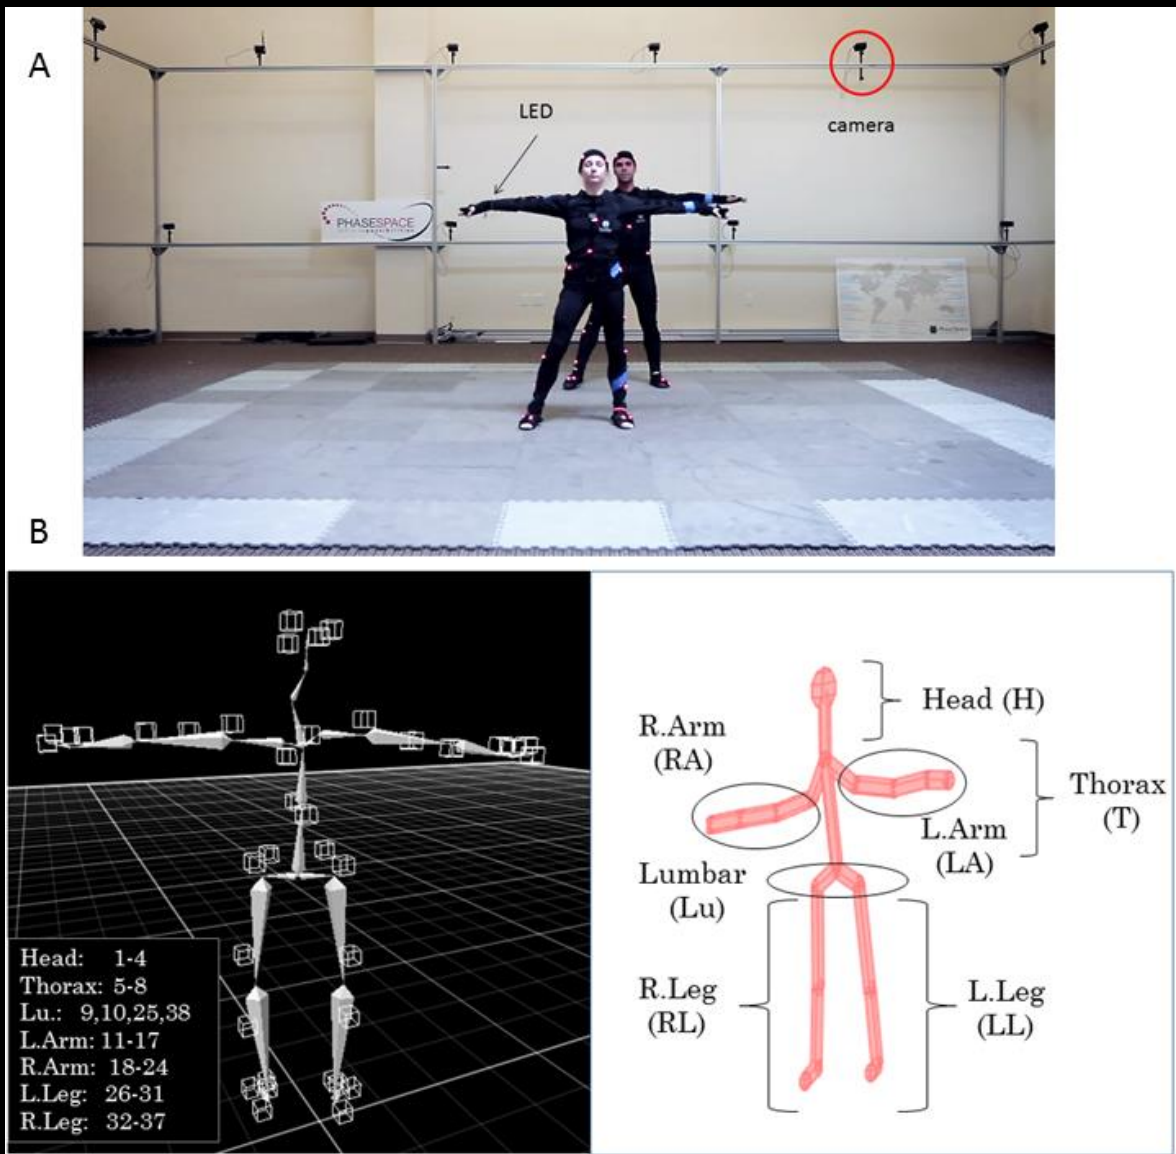 A
LED
camera
PHASESPACE
B
Head: 1-4
Thorax: 5-8
Lu.: 9,10,25,38
L.Arm: 11-17
R.Arm: 18-24
L.Leg: 26-31
R.Leg: 32-37
Head (H)
R.Arm
(RA)
Thorax
(T)
L.Arm
(LA)
Lumbar
(Lu)
R.Leg
(RL)
L.Leg
(LL)